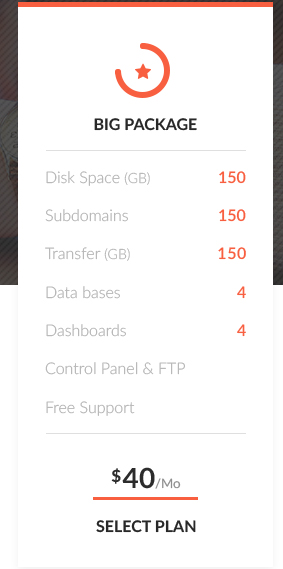 BIG PACKAGE
Disk Space (GB) 150
Subdomains 150
Transfer (GB) 150
Data bases 4
Dashboards 4
Control Panel & FTP
Free Support
$40/Mo
SELECT PLAN